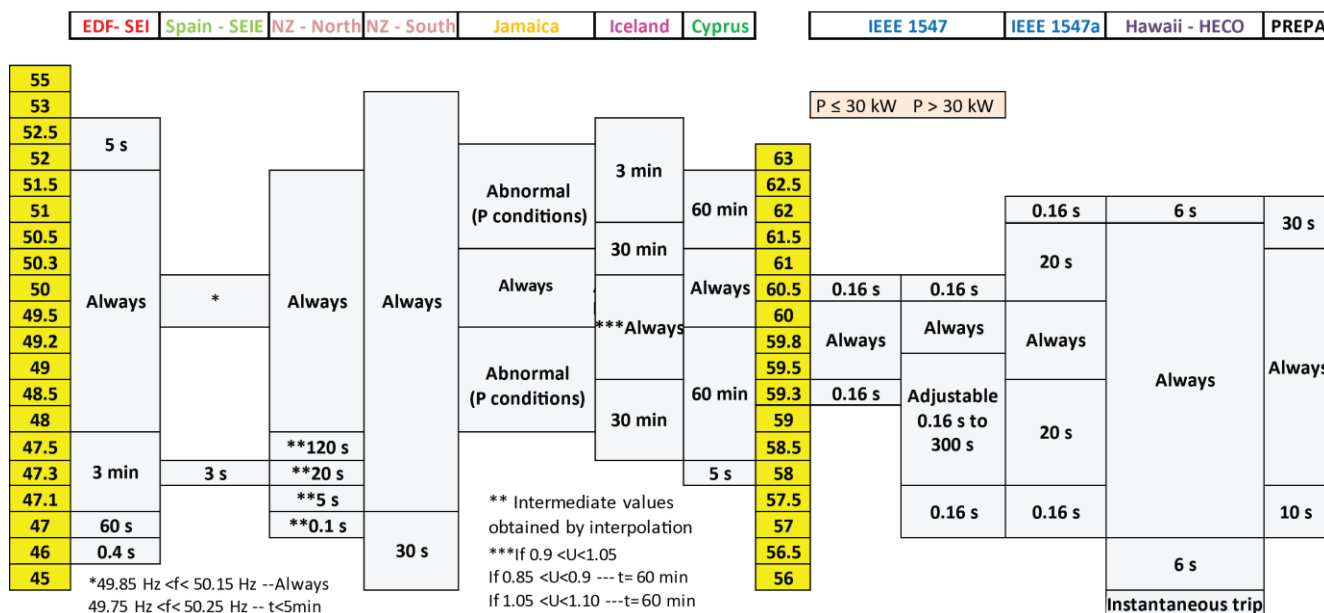 EDF- SEI Spain - SEIE NZ - North NZ - South Jamaica Iceland Cyprus IEEE 1547 IEEE 1547a Hawaii - HECO PREPA
55
53 P ≤ 30 kW P > 30 kW
52.5
5 s
52 63
3 min
51.5 62.5
Abnormal
(P conditions)
51 60 min 62 0.16 s 6 s
50.5 61.5 30 s
30 min
50.3 61 20 s
Always Always Always
50 * Always Always 60.5 0.16 s 0.16 s
49.5 60
***Always Always Always
49.2 59.8 Always Always
49 59.5
Abnormal
(P conditions)
Always Always
48.5 60 min 59.3 0.16 s Adjustable
0.16 s to
300 s
48 30 min 59 20 s
47.5 **120 s 58.5
47.3 3 min 3 s **20 s 5 s 58
47.1 **5 s 57.5
** Intermediate values
obtained by interpolation
0.16 s 0.16 s 10 s
47 60 s **0.1 s 57
46 0.4 s 30 s ***If 0.9 <U<1.05 56.5
6 s
45 If 0.85 <U<0.9 --- t= 60 min 56
*49.85 Hz <f< 50.15 Hz --Always
49.75 Hz <f< 50.25 Hz -- t<5min
If 1.05 <U<1.10 ---t= 60 min
Instantaneous trip